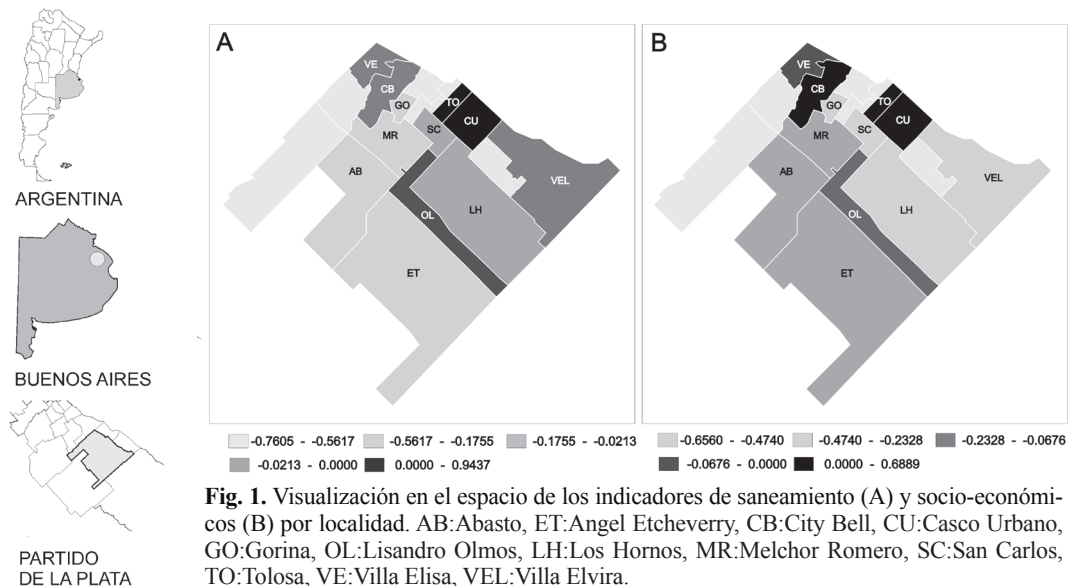 ARGENTINA
BUENOS AIRES
PARTIDO
DE LA PLATA
A
VE
CB
GO
TO
CU
SC
MR
AB
VEL
OL
LH
ET
-0.7605 - -0.5617
-0.5617 - -0.1755
-0.1755 - -0.0213
-0.0213 - 0.0000
0.0000 - 0.9437
B
VE
CB
GO
TO
CU
SC
MR
AB
VEL
OL
LH
ET
-0.6560 - -0.4740
-0.4740 - -0.2328
-0.2328 - -0.0676
-0.0676 - 0.0000
0.0000 - 0.6889
Fig. 1. Visualización en el espacio de los indicadores de saneamiento (A) y socio-económi-
cos (B) por localidad. AB:Abasto, ET:Angel Etcheverry, CB:City Bell, CU:Casco Urbano,
GO:Gorina, OL:Lisandro Olmos, LH:Los Hornos, MR:Melchor Romero, SC:San Carlos,
TO:Tolosa, VE:Villa Elisa, VEL:Villa Elvira.